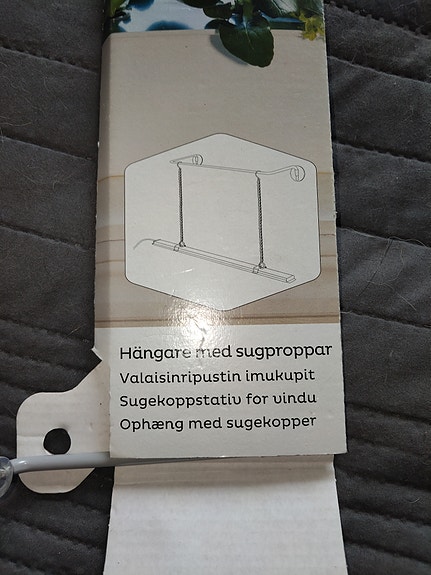 Hängare med sugproppar
Valaisinripustin imukupit
Sugekoppstativ for vindu
Ophæng med sugekopper